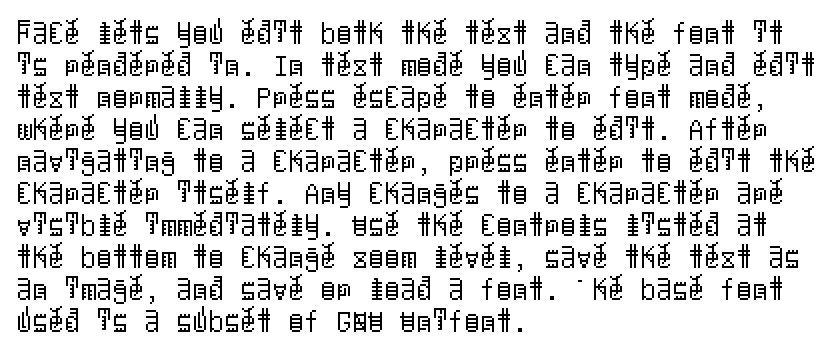 Face lets you edit both the text and the font it
is rendered in. In text mode you can type and edit
text normally. Press escape to enter font mode,
where you can select a character to edit. After
navigating to a character, press enter to edit the
character itself. Any changes to a character are
visible immediately. Use the controls listed at
the bottom to change zoom level, save the text as
an image, and save or load a font. The base font
used is a subset of GNU Unifont.